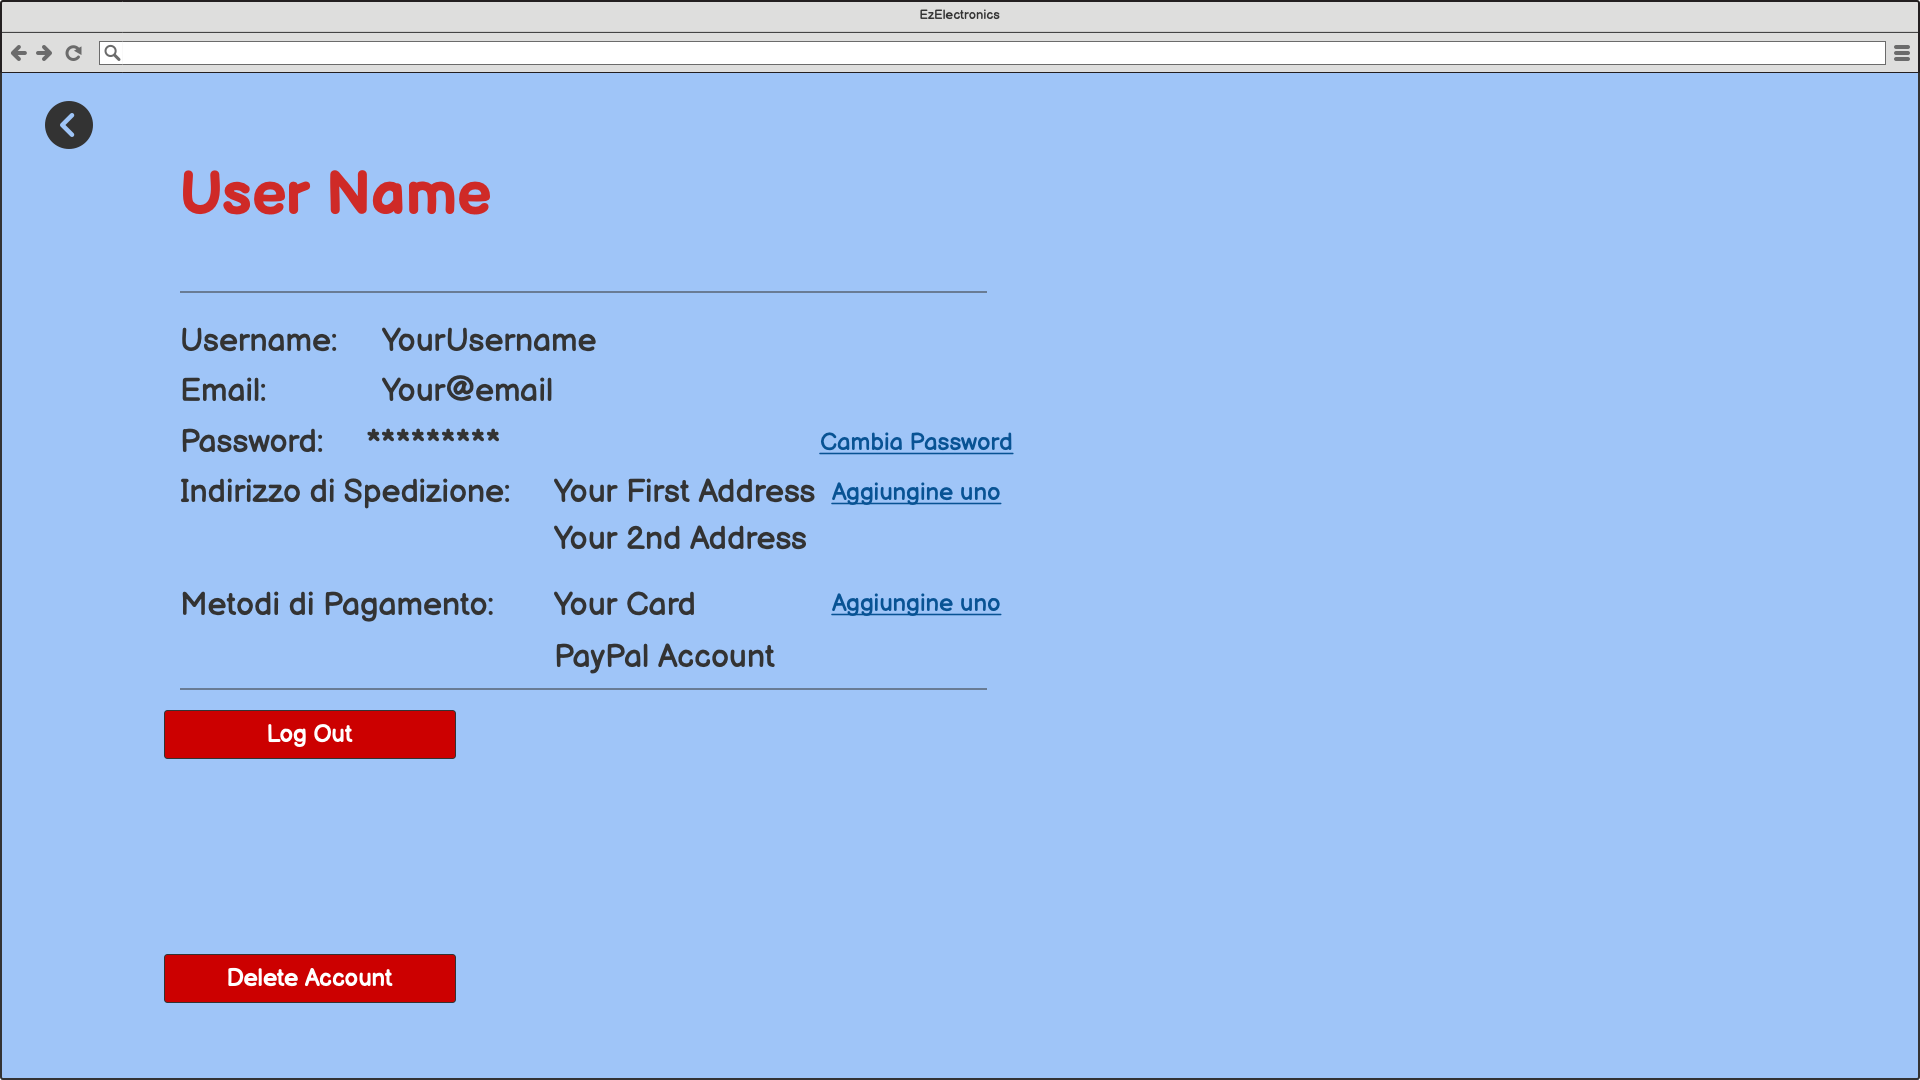 EzElectronics
User Name
Username: YourUsername
Email: Your@email
Password: ********* Cambia Password
Indirizzo di Spedizione: Your First Address Aggiungine uno
Your 2nd Address
Metodi di Pagamento: Your Card Aggiungine uno
PayPal Account
Log Out
Delete Account